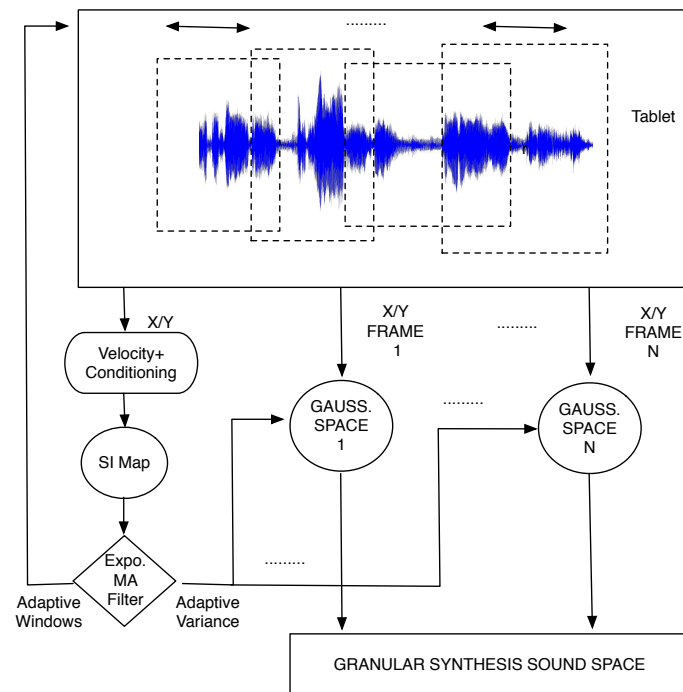 .........
Tablet
X/Y
Velocity+
Conditioning
SI Map
Expo.
MA
Filter
Adaptive
Windows
Adaptive
Variance
X/Y
FRAME
1
.........
X/Y
FRAME
N
GAUSS.
SPACE
1
.........
GAUSS.
SPACE
N
.........
GRANULAR SYNTHESIS SOUND SPACE